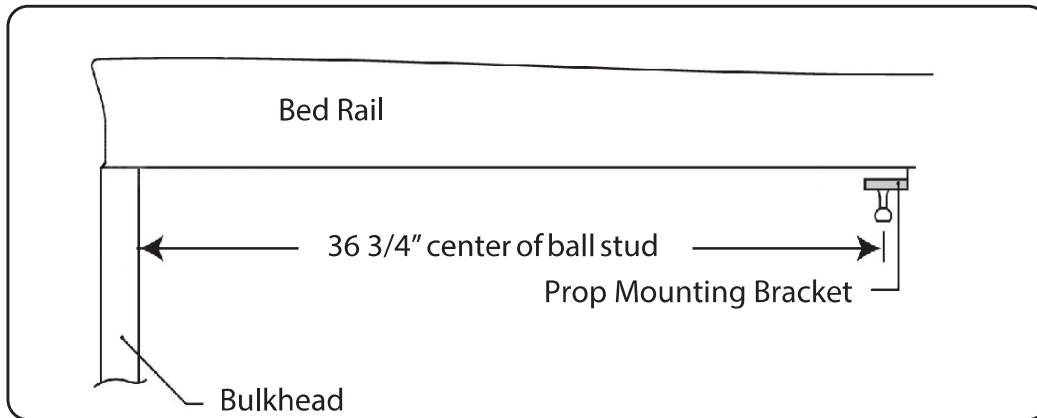 Bed Rail
36 3/4” center of ball stud
Prop Mounting Bracket
Bulkhead